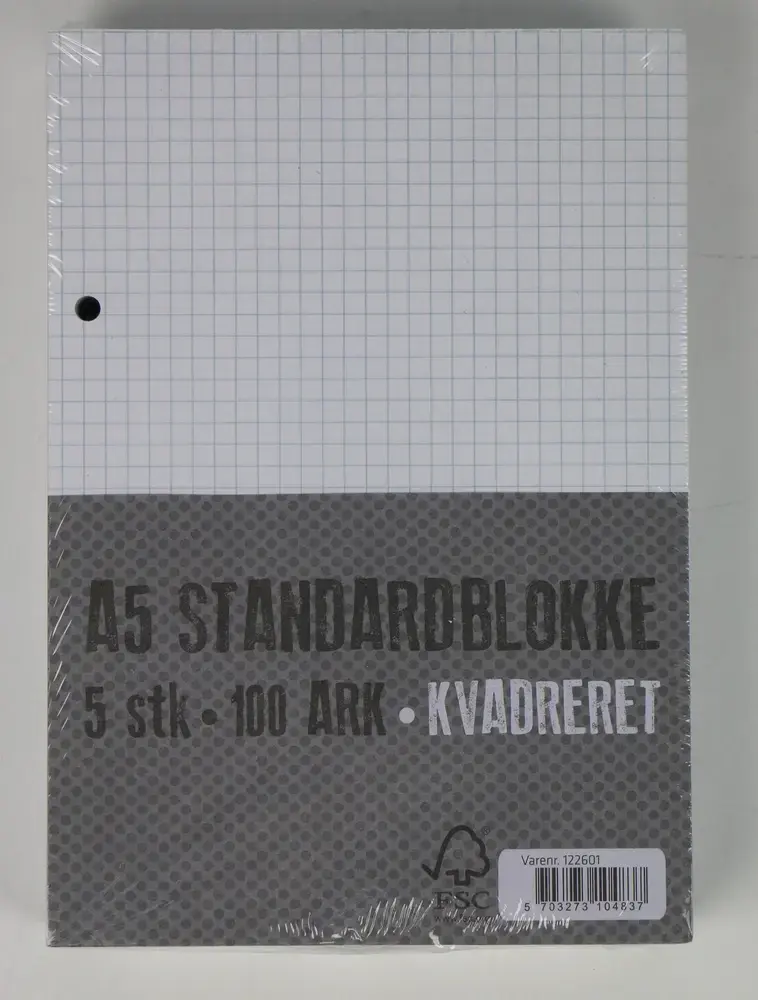 A5 STANDARDBLOKKE
5 stk • 100 ARK • KVADRERET
FSC
Varenr. 122601
5 703273 104837